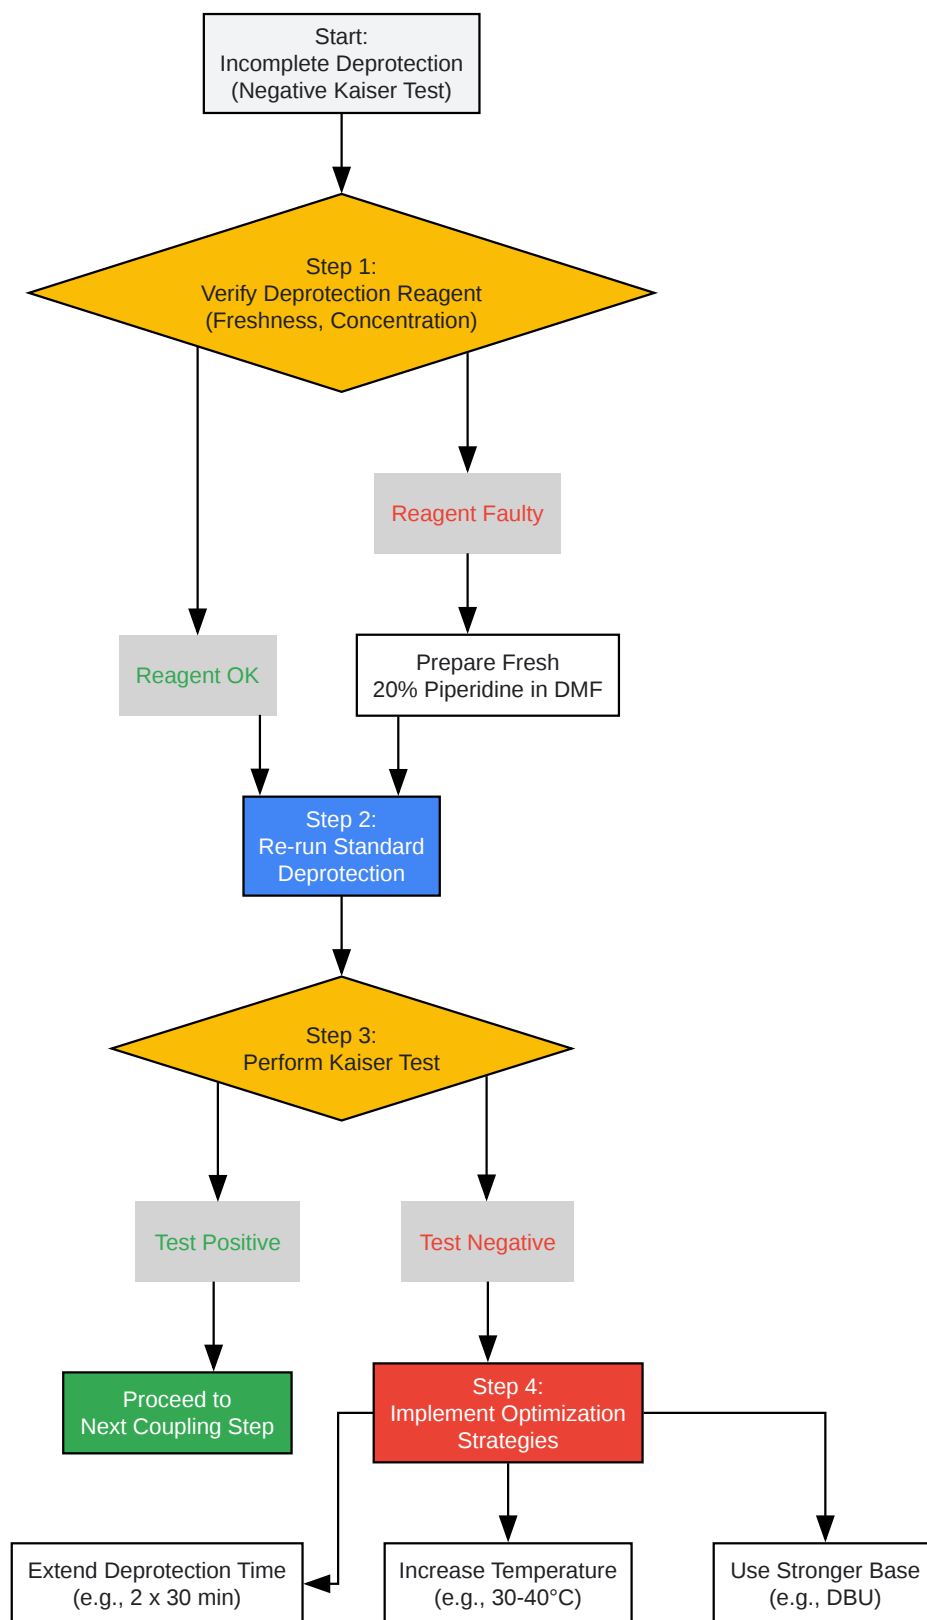 Start:
Incomplete Deprotection
(Negative Kaiser Test)
Step 1:
Verify Deprotection Reagent
(Freshness, Concentration)
Reagent Faulty
Reagent OK
Prepare Fresh
20% Piperidine in DMF
Step 2:
Re-run Standard
Deprotection
Step 3:
Perform Kaiser Test
Test Positive
Test Negative
Proceed to
Next Coupling Step
Step 4:
Implement Optimization
Strategies
Extend Deprotection Time
(e.g., 2 x 30 min)
Increase Temperature
(e.g., 30-40°C)
Use Stronger Base
(e.g., DBU)